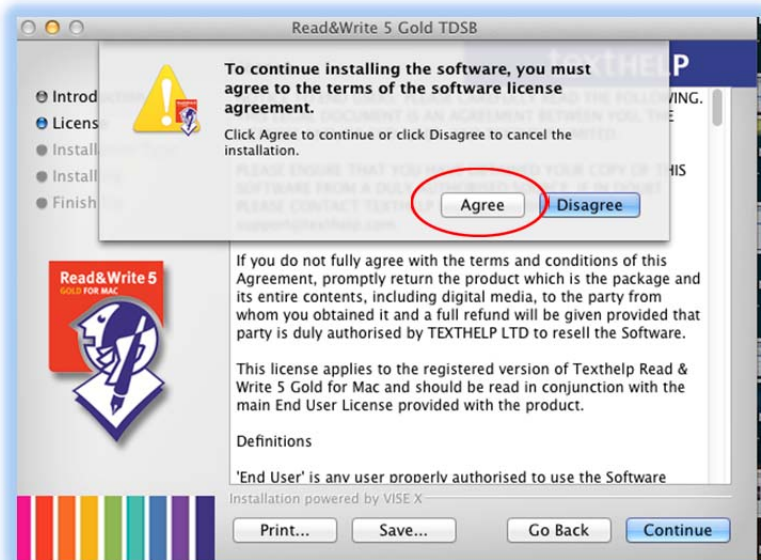 Read&Write 5 Gold TDSB
To continue installing the software, you must
agree to the terms of the software license
agreement.
Click Agree to continue or click Disagree to cancel the
installation.
Agree
Disagree
Introd
License
Install
Install
Finish
Read&Write 5
GOLD FOR MAC
If you do not fully agree with the terms and conditions of this
Agreement, promptly return the product which is the package and
its entire contents, including digital media, to the party from
whom you obtained it and a full refund will be given provided that
party is duly authorised by TEXTHELP LTD to resell the Software.
This license applies to the registered version of Texthelp Read &
Write 5 Gold for Mac and should be read in conjunction with the
main End User License provided with the product.
Definitions
'End User' is any user properly authorised to use the Software
Installation powered by VISE X
Print...
Save...
Go Back
Continue